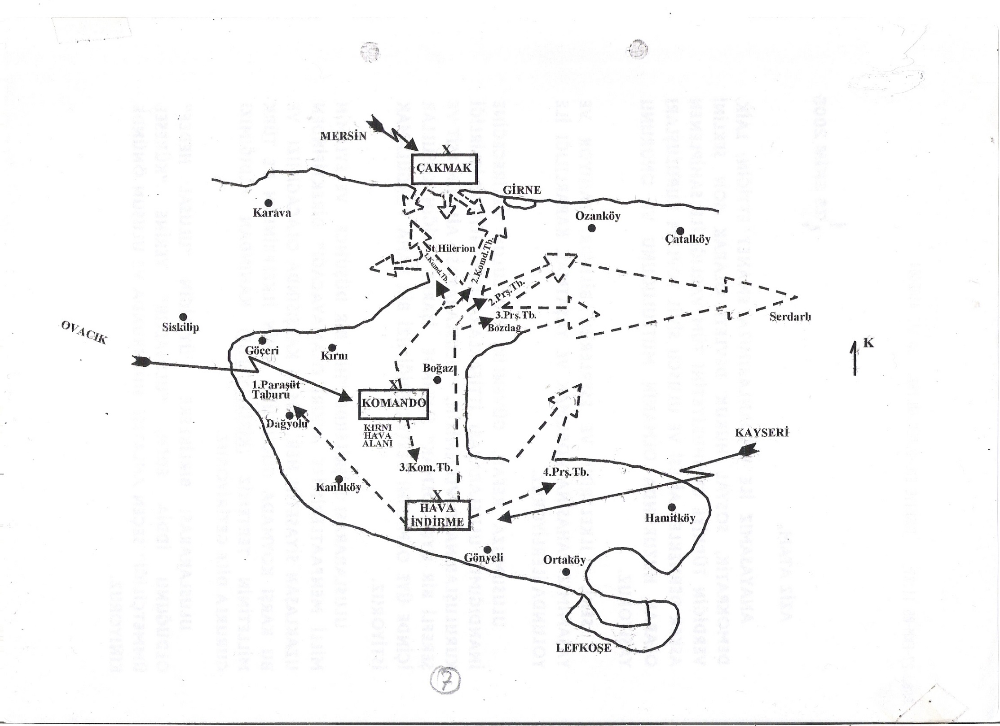 MERSİN
X
ÇAKMAK
GİRNE
Karava
Ozanköy
Çatalköy
St Hilerion
1.Komd.Tb.
2.Komd.Tb.
2.Prş.Tb.
3.Prş.Tb.
Bozdağ
Serdarlı
OVACIK
Siskilip
Göçeri
Kırnı
K
Boğaz
1.Paraşüt
Taburu
X
KOMANDO
Dağyolu
KIRNI
HAVA
ALANI
KAYSERİ
3.Kom.Tb.
4.Prş.Tb.
Kanlıköy
X
HAVA
İNDİRME
Hamitköy
Gönyeli
Ortaköy
LEFKOŞE
7